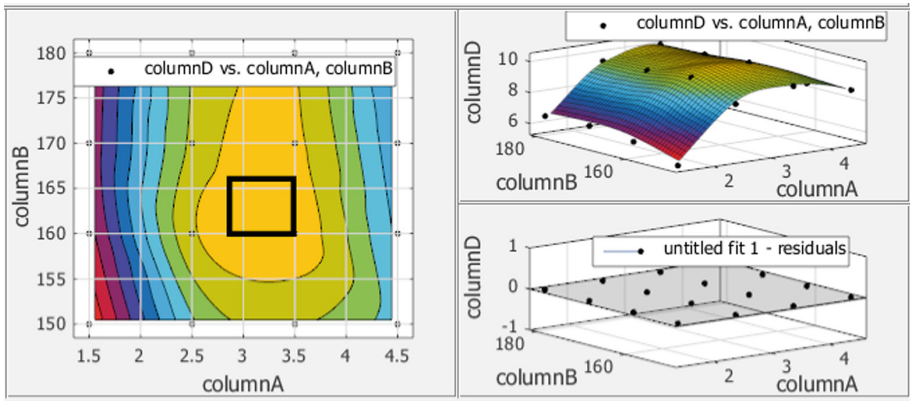 180
columnD vs. columnA, columnB
175
170
165
160
155
150
columnB
1.5 2 2.5 3 3.5 4 4.5
columnA
columnD vs. columnA, columnB
columnD
10
8
6
180
160
columnB
2 3 4
columnA
untitled fit 1 - residuals
columnD
1
0
-1
180
160
columnB
2 3 4
columnA